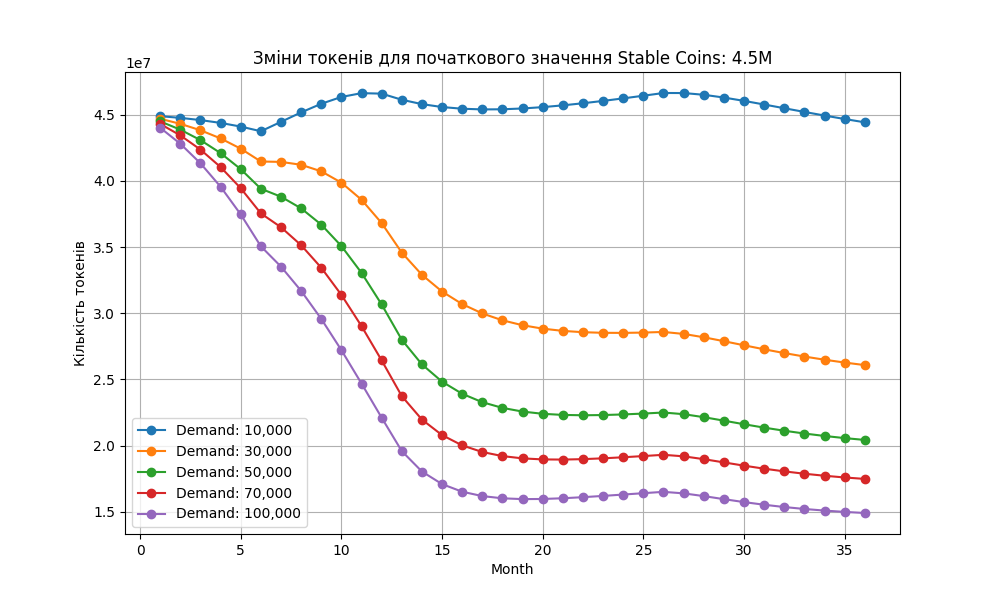 Зміни токенів для початкового значення Stable Coins: 4.5M
1e7
4.5
4.0
3.5
3.0
2.5
2.0
1.5
Кількість токенів
Demand: 10,000
Demand: 30,000
Demand: 50,000
Demand: 70,000
Demand: 100,000
0 5 10 15 20 25 30 35
Month